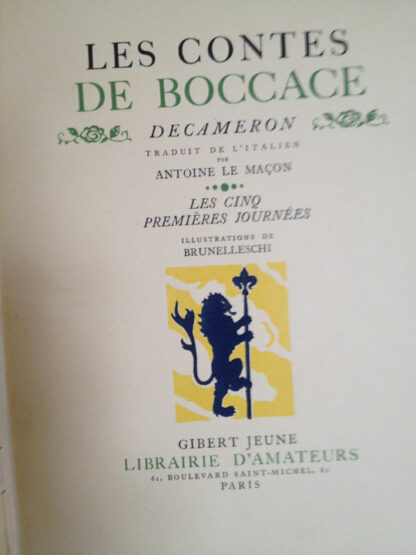 LES CONTES
DE BOCCACE
DECAMERON
TRADUIT DE L'ITALIEN
PAR
ANTOINE LE MAÇON
LES CINQ
PREMIÈRES JOURNÉES
ILLUSTRATIONS DE
BRUNELLESCHI
GIBERT JEUNE
LIBRAIRIE D'AMATEURS
61, BOULEVARD SAINT-MICHEL, 61
PARIS